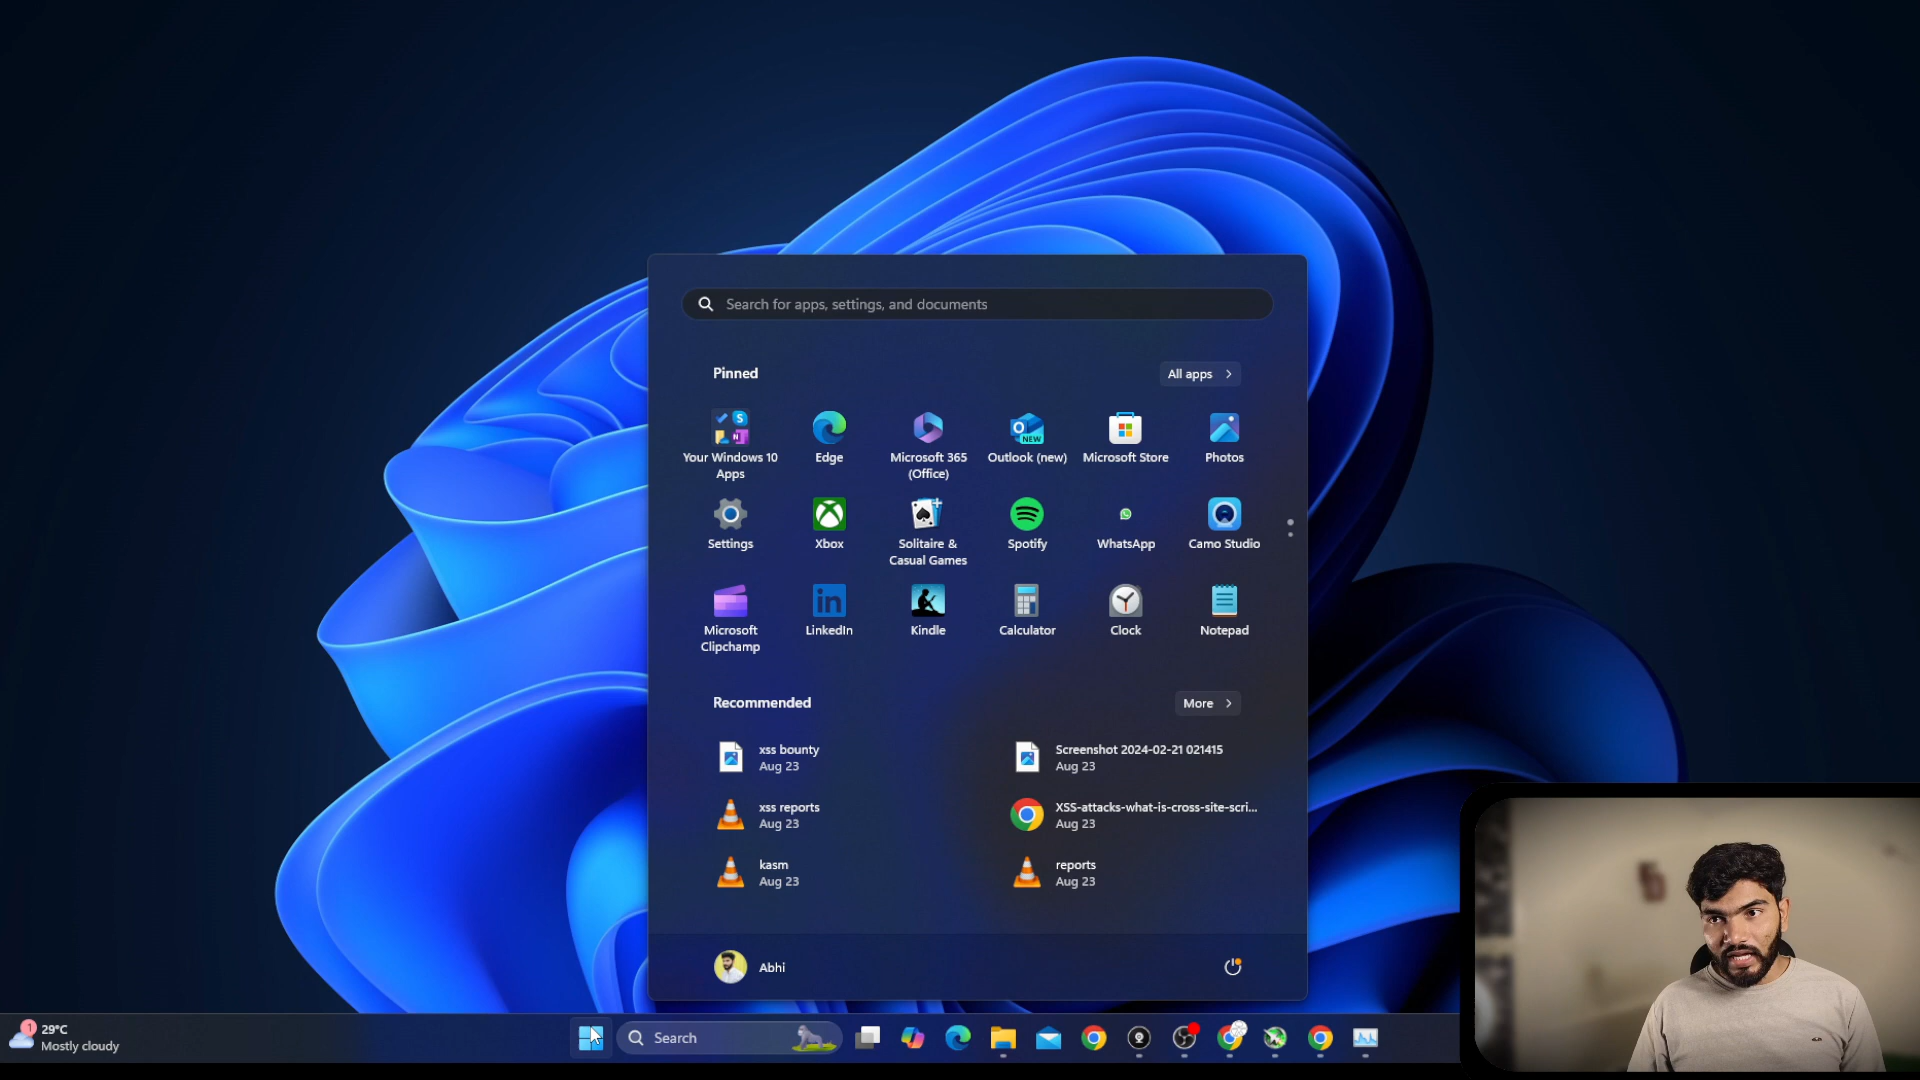 Search for apps, settings, and documents
Pinned
All apps
Your Windows 10
Apps
Edge
Microsoft 365
(Office)
Outlook (new)
NEW
Microsoft Store
Photos
Settings
Xbox
Solitaire &
Casual Games
Spotify
WhatsApp
Camo Studio
Microsoft
Clipchamp
LinkedIn
Kindle
Calculator
Clock
Notepad
Recommended
More
xss bounty
Aug 23
Screenshot 2024-02-21 021415
Aug 23
xss reports
Aug 23
XSS-attacks-what-is-cross-site-scri...
Aug 23
kasm
Aug 23
reports
Aug 23
Abhi
1
29°C
Mostly cloudy
Search